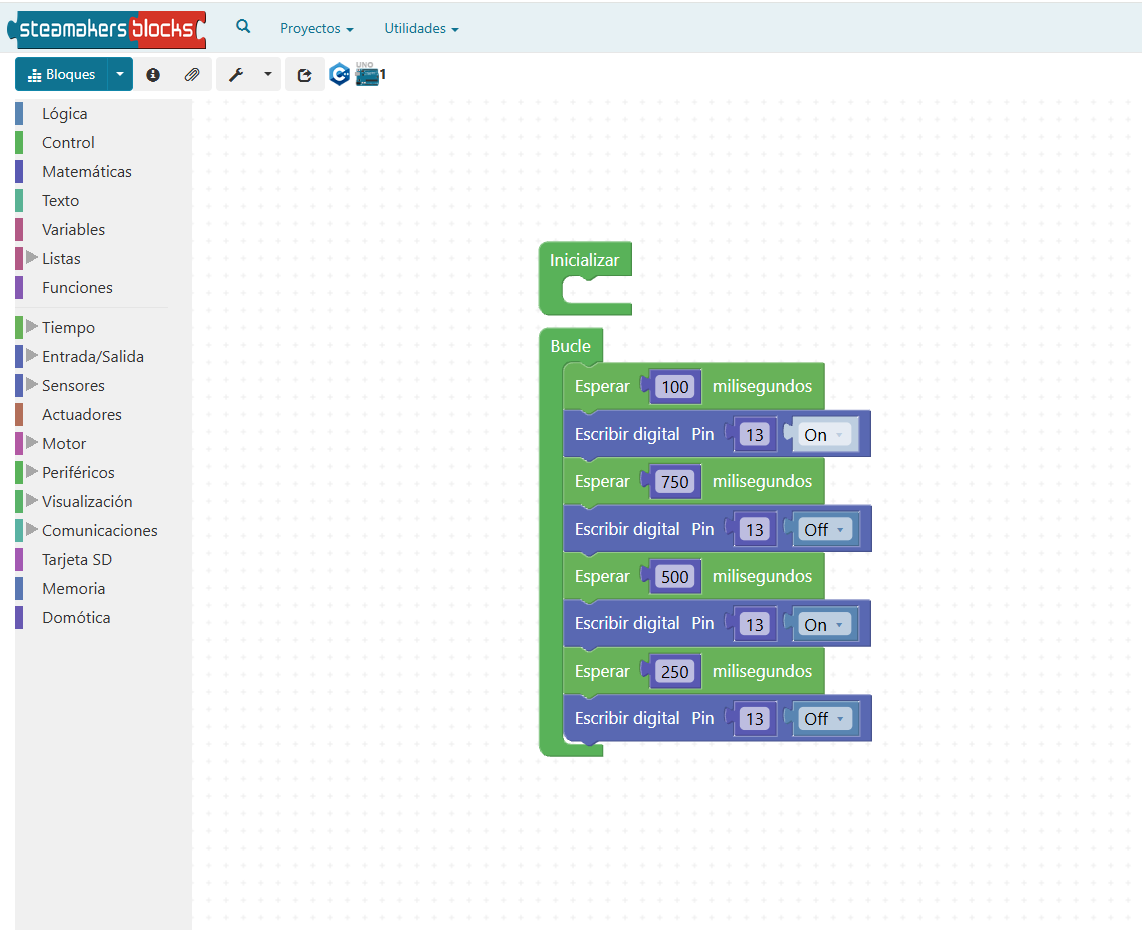 steamakers blocks Proyectos Utilidades
Bloques UNO 1
Lógica
Control
Matemáticas
Texto
Variables
Listas
Funciones
Tiempo
Entrada/Salida
Sensores
Actuadores
Motor
Periféricos
Visualización
Comunicaciones
Tarjeta SD
Memoria
Domótica
Inicializar
Bucle
Esperar 100 milisegundos
Escribir digital Pin 13 On
Esperar 750 milisegundos
Escribir digital Pin 13 Off
Esperar 500 milisegundos
Escribir digital Pin 13 On
Esperar 250 milisegundos
Escribir digital Pin 13 Off